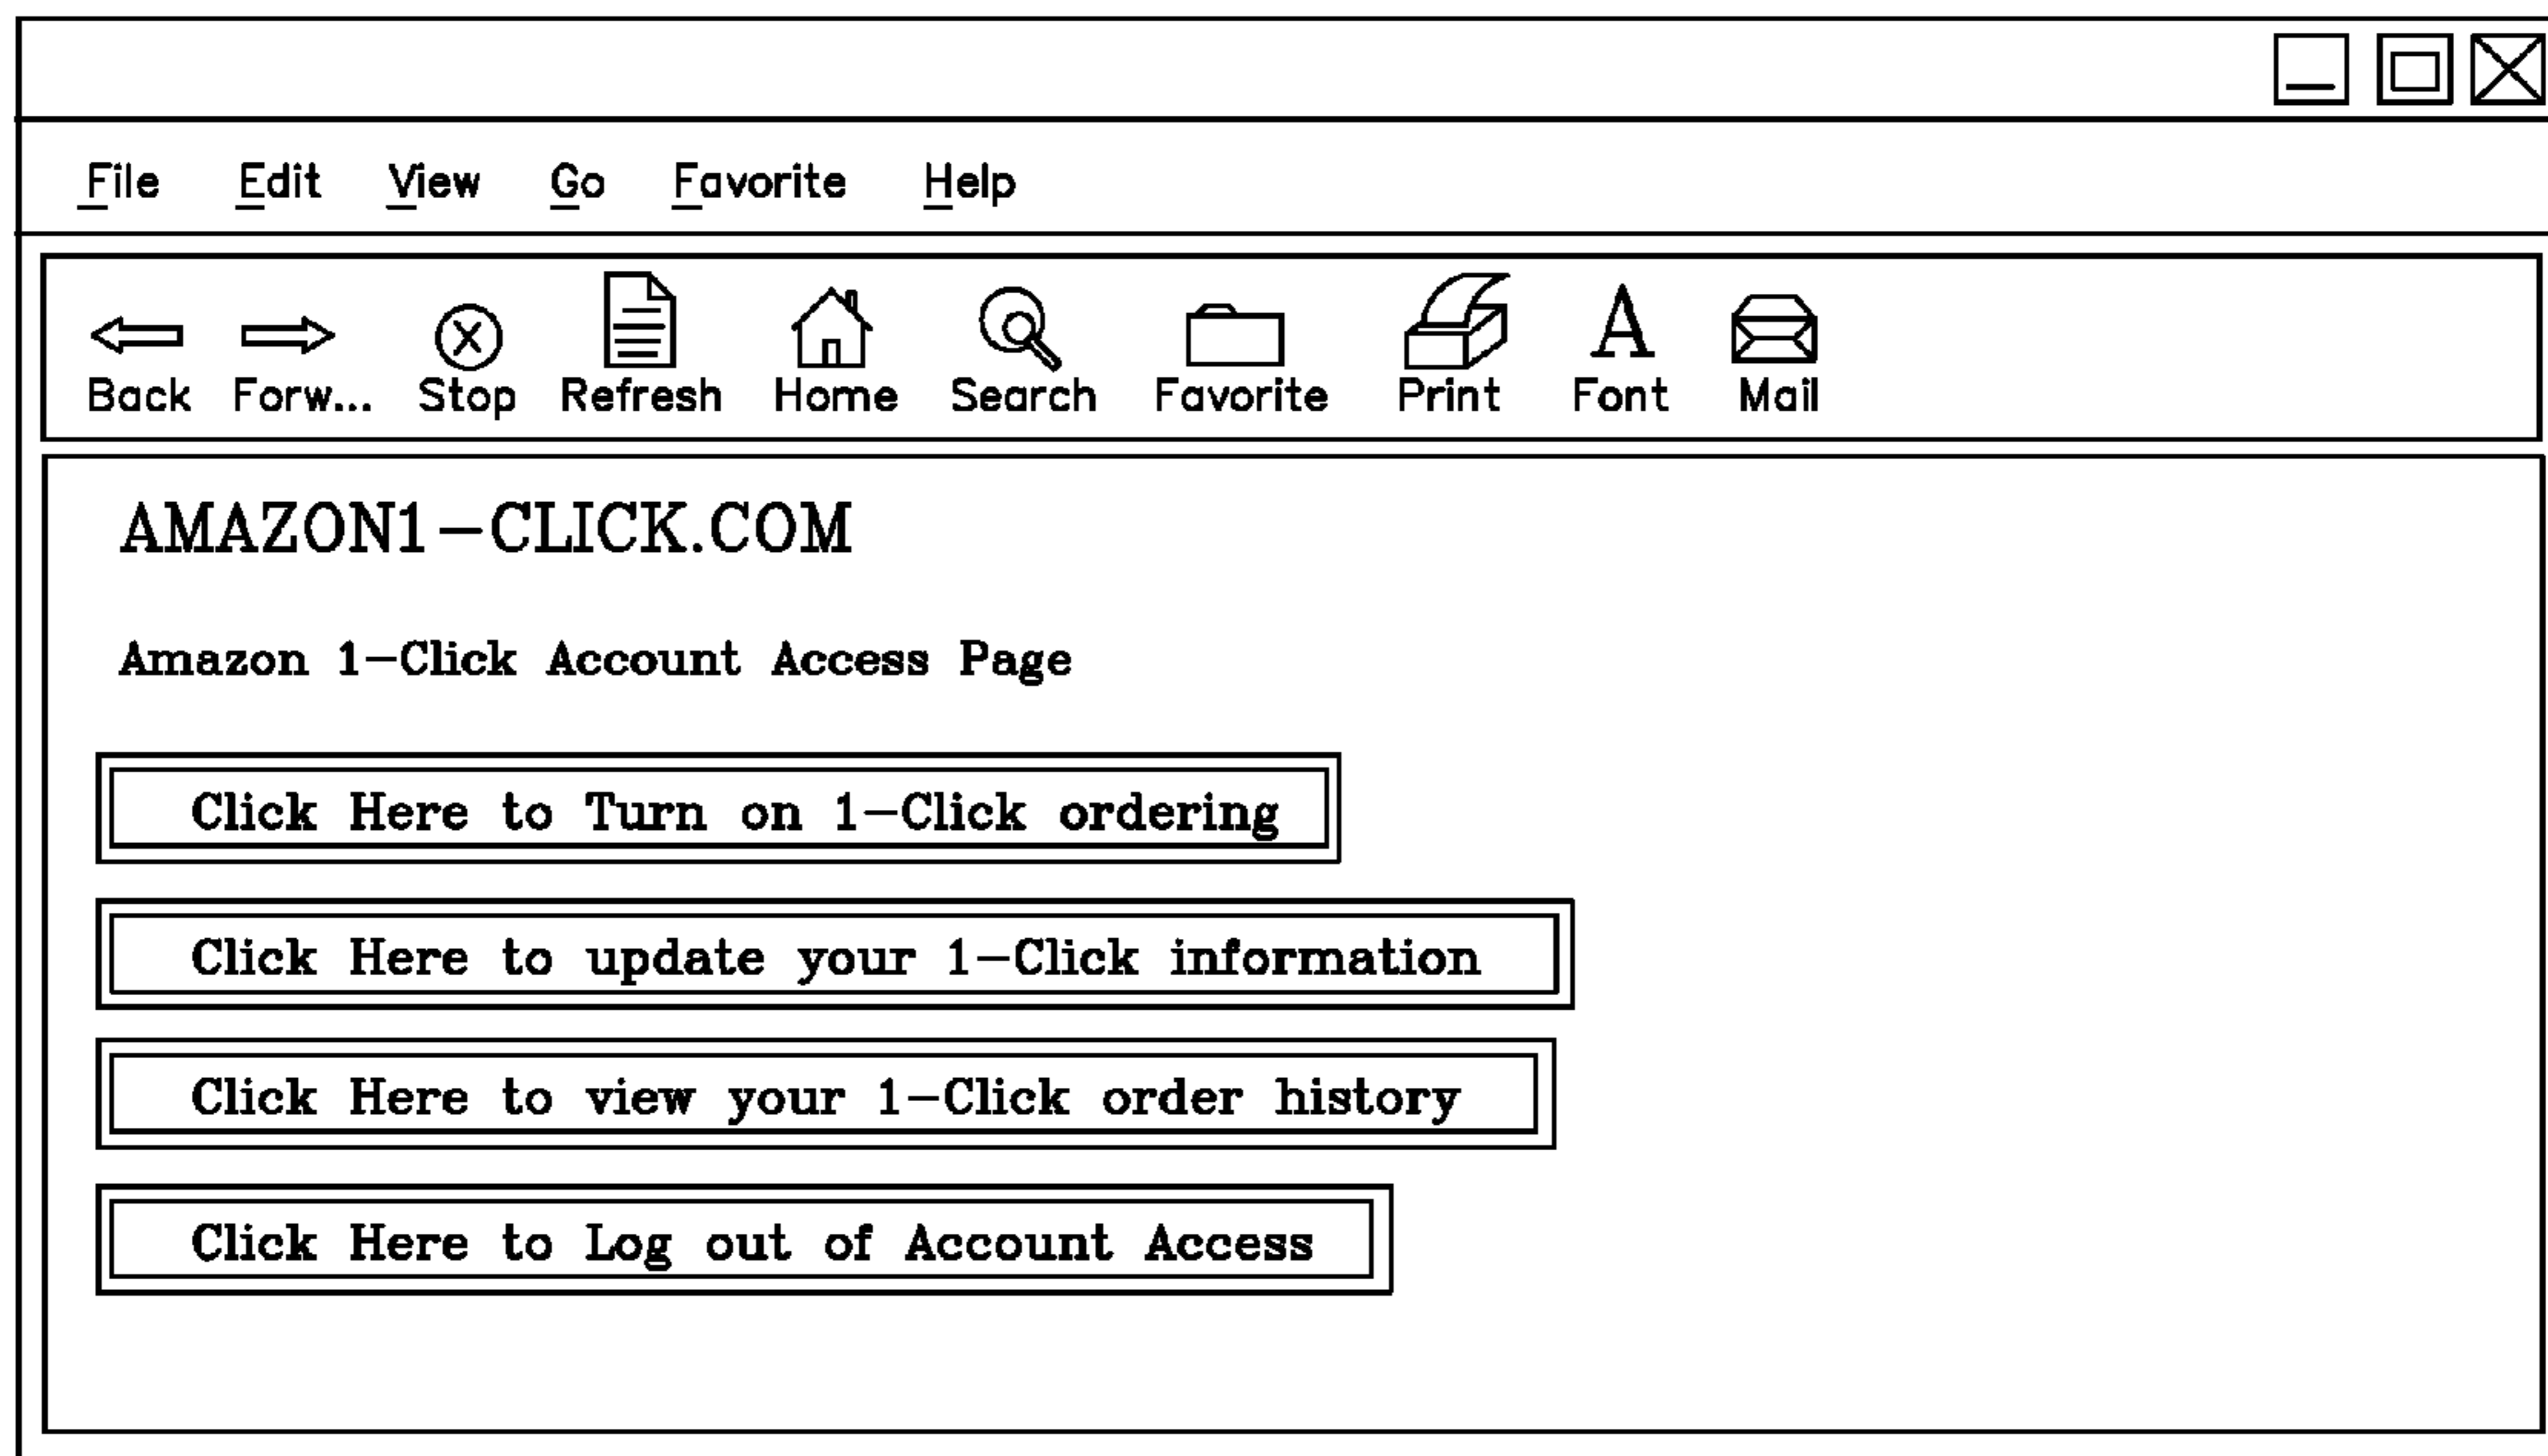 File Edit View Go Favorite Help
Back Forw... Stop Refresh Home Search Favorite Print Font Mail
AMAZON1-CLICK.COM
Amazon 1-Click Account Access Page
Click Here to Turn on 1-Click ordering
Click Here to update your 1-Click information
Click Here to view your 1-Click order history
Click Here to Log out of Account Access